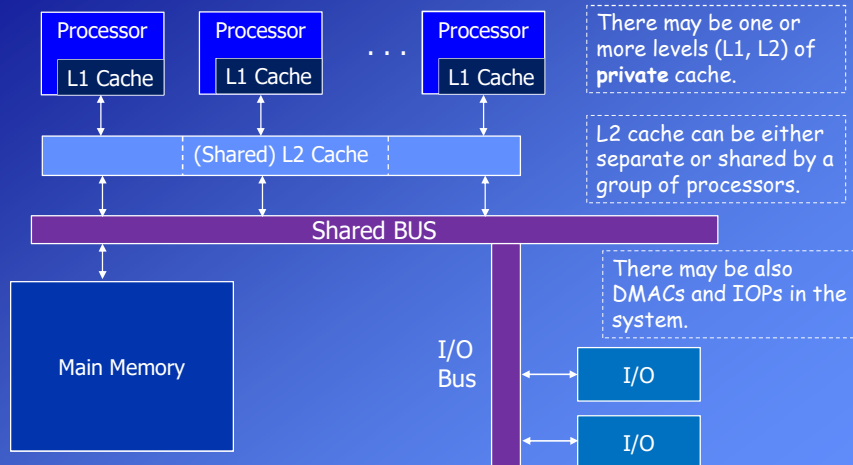 Processor
L1 Cache
Processor
L1 Cache
. . .
Processor
L1 Cache
There may be one or
more levels (L1, L2) of
private cache.
(Shared) L2 Cache
L2 cache can be either
separate or shared by a
group of processors.
Shared BUS
There may be also
DMACs and IOPs in the
system.
Main Memory
I/O
Bus
I/O
I/O